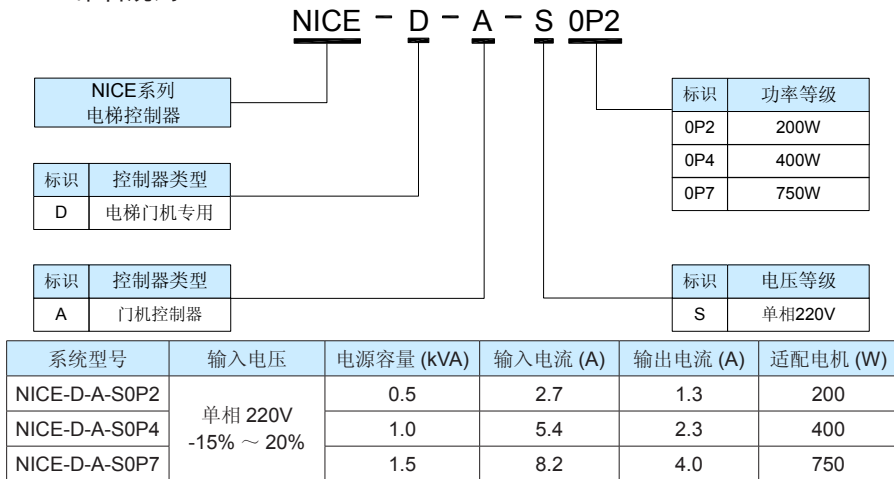 NICE － D － A － S 0P2
NICE系列
电梯控制器
标识 控制器类型
D 电梯门机专用
标识 控制器类型
A 门机控制器
标识 功率等级
0P2 200W
0P4 400W
0P7 750W
标识 电压等级
S 单相220V
系统型号 输入电压 电源容量 (kVA) 输入电流 (A) 输出电流 (A) 适配电机 (W)
NICE-D-A-S0P2 单相 220V -15% ～ 20% 0.5 2.7 1.3 200
NICE-D-A-S0P4 1.0 5.4 2.3 400
NICE-D-A-S0P7 1.5 8.2 4.0 750